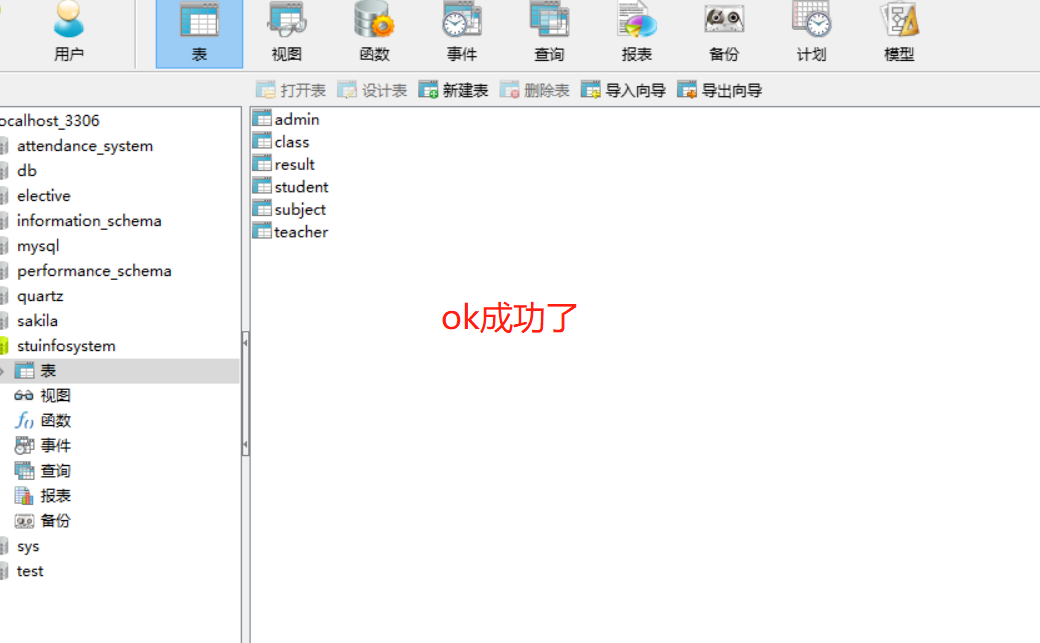 用户
表
视图
函数
事件
查询
报表
备份
计划
模型
打开表 设计表 新建表 删除表 导入向导 导出向导
ocalhost_3306
attendance_system
db
elective
information_schema
mysql
performance_schema
quartz
sakila
stuinfosystem
表
视图
函数
事件
查询
报表
备份
sys
test
admin
class
result
student
subject
teacher
ok成功了